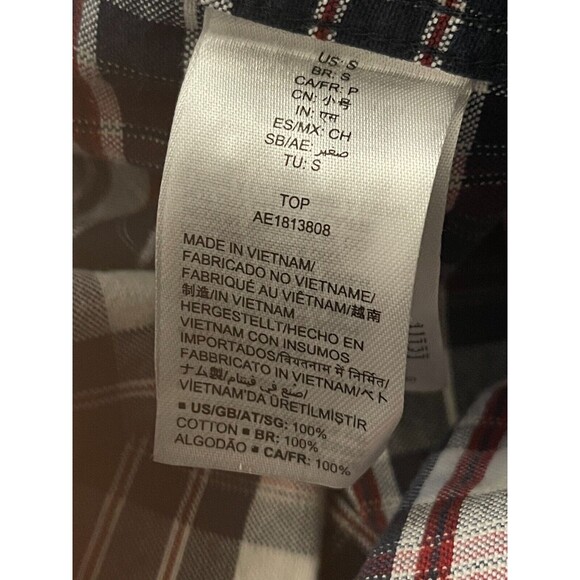 US: S
BR: S
CA/FR: P
CN: 小号
IN: एस
ES/MX: CH
SB/AE: صغير
TU: S
TOP
AE1813808
MADE IN VIETNAM/
FABRICADO NO VIETNAME/
FABRIQUÉ AU VIÊTNAM/越南
制造/IN VIETNAM
HERGESTELLT/HECHO EN
VIETNAM CON INSUMOS
IMPORTADOS/वियतनाम में निर्मित/
FABBRICATO IN VIETNAM/ベト
ナム製/صنع في فيتنام/
VIETNAM'DA ÜRETİLMİŞTİR
■ US/GB/AT/SG: 100%
COTTON ■ BR: 100%
ALGODÃO ■ CA/FR: 100%